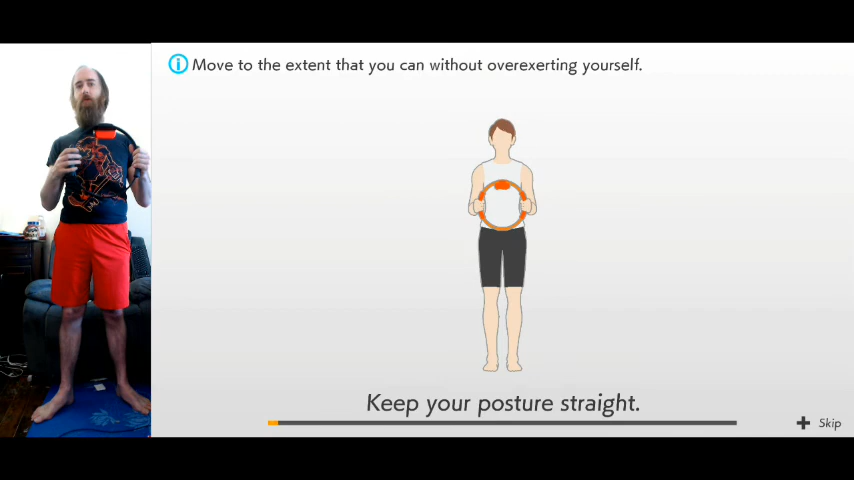 Move to the extent that you can without overexerting yourself.
Keep your posture straight.
Skip